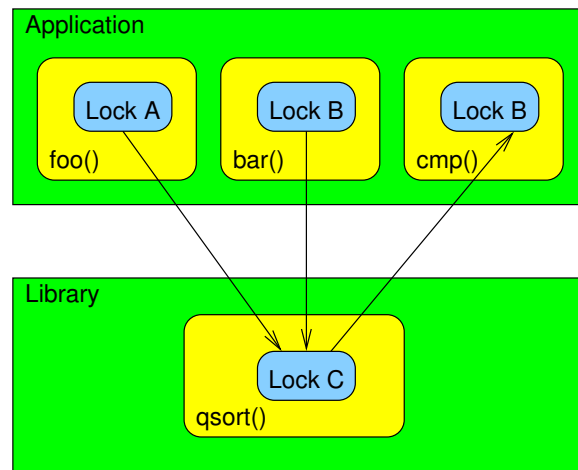 Application
Lock A
Lock B
Lock B
foo()
bar()
cmp()
Library
Lock C
qsort()